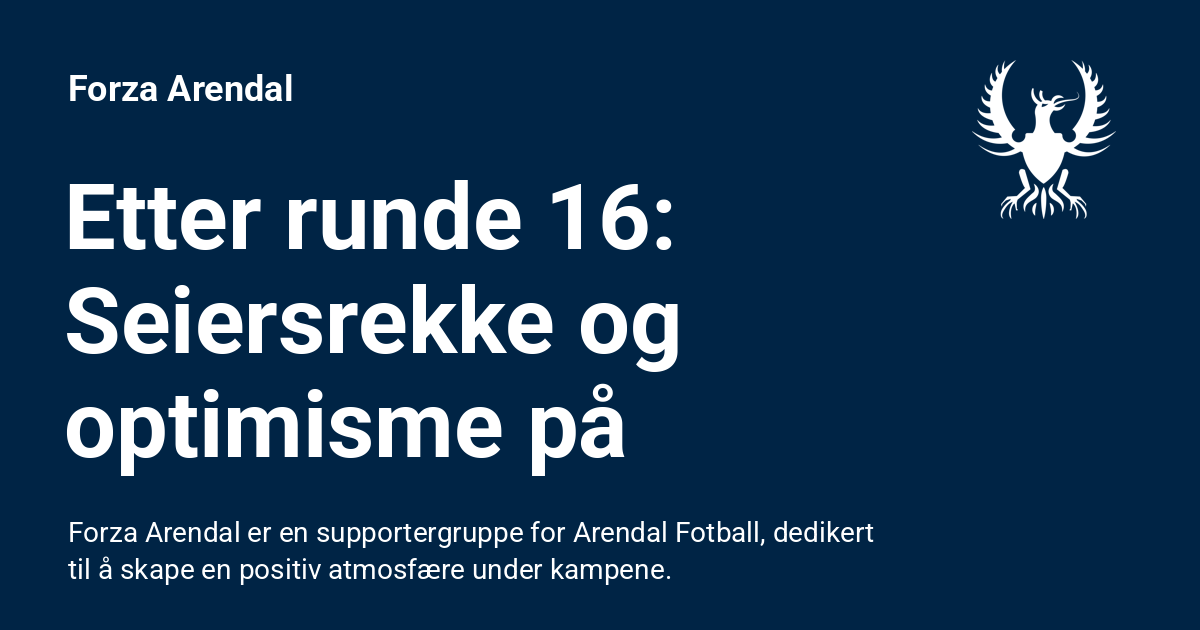 Forza Arendal
Etter runde 16:
Seiersrekke og
optimisme på
Forza Arendal er en supportergruppe for Arendal Fotball, dedikert
til å skape en positiv atmosfære under kampene.